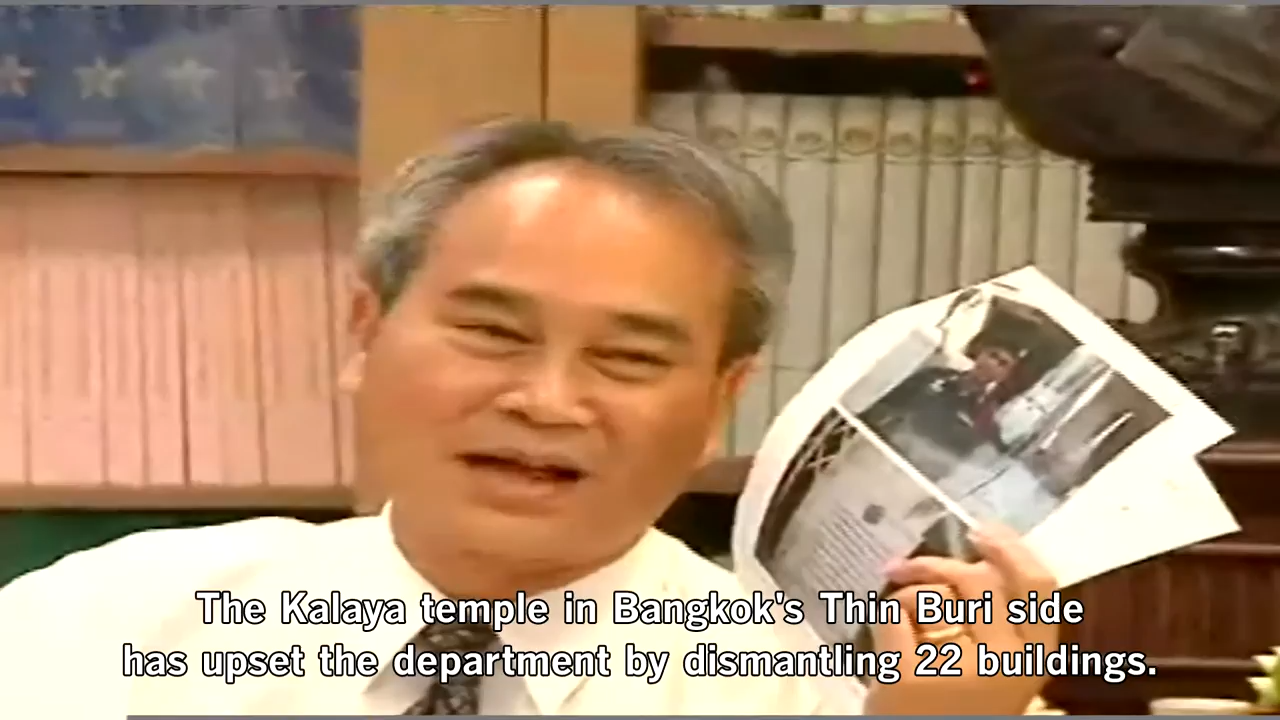 The Kalaya temple in Bangkok's Thin Buri side
has upset the department by dismantling 22 buildings.